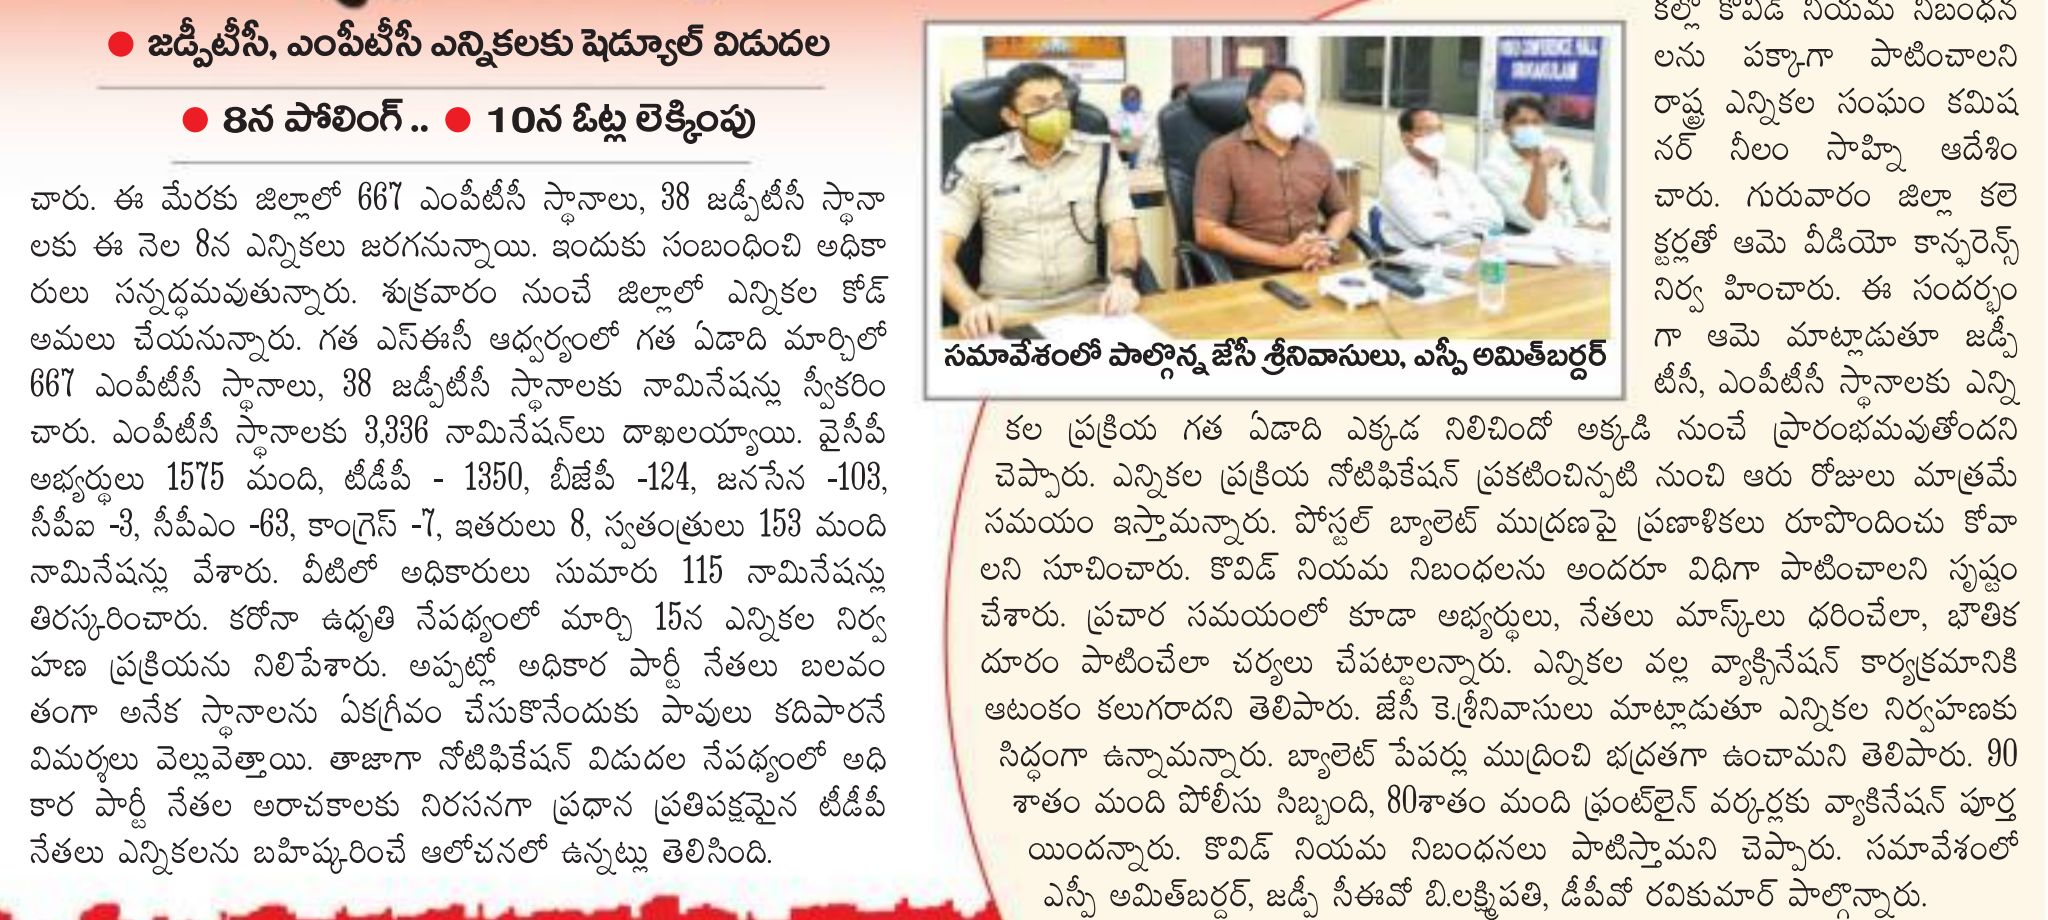 ● జడ్పీటీసీ, ఎంపీటీసీ ఎన్నికలకు షెడ్యూల్ విడుదల
● 8న పోలింగ్.. ● 10న ఓట్ల లెక్కింపు
చారు. ఈ మేరకు జిల్లాలో 667 ఎంపీటీసీ స్థానాలు, 38 జడ్పీటీసీ స్థానా
లకు ఈ నెల 8న ఎన్నికలు జరగనున్నాయి. ఇందుకు సంబంధించి అధికా
రులు సన్నద్ధమవుతున్నారు. శుక్రవారం నుంచే జిల్లాలో ఎన్నికల కోడ్
అమలు చేయనున్నారు. గత ఎస్ఈసీ ఆధ్వర్యంలో గత ఏడాది మార్చిలో
667 ఎంపీటీసీ స్థానాలు, 38 జడ్పీటీసీ స్థానాలకు నామినేషన్లు స్వీకరిం
చారు. ఎంపీటీసీ స్థానాలకు 3,336 నామినేషన్‌లు దాఖలయ్యాయి. వైసీపీ
అభ్యర్థులు 1575 మంది, టీడీపీ - 1350, బీజేపీ -124, జనసేన -103,
సీపీఐ -3, సీపీఎం -63, కాంగ్రెస్ -7, ఇతరులు 8, స్వతంత్రులు 153 మంది
నామినేషన్లు వేశారు. వీటిలో అధికారులు సుమారు 115 నామినేషన్లు
తిరస్కరించారు. కరోనా ఉధృతి నేపథ్యంలో మార్చి 15న ఎన్నికల నిర్వ
హణ ప్రక్రియను నిలిపేశారు. అప్పట్లో అధికార పార్టీ నేతలు బలవం
తంగా అనేక స్థానాలను ఏకగ్రీవం చేసుకొనేందుకు పావులు కదిపారనే
విమర్శలు వెల్లువెత్తాయి. తాజాగా నోటిఫికేషన్ విడుదల నేపథ్యంలో అధి
కార పార్టీ నేతల అరాచకాలకు నిరసనగా ప్రధాన ప్రతిపక్షమైన టీడీపీ
నేతలు ఎన్నికలను బహిష్కరించే ఆలోచనలో ఉన్నట్లు తెలిసింది.
CONFERENCE HALL
SRIKAKULAM
సమావేశంలో పాల్గొన్న జేసీ శ్రీనివాసులు, ఎస్పీ అమిత్‌బర్దర్
కల్లో కొవిడ్ నియమ నిబంధన
లను పక్కాగా పాటించాలని
రాష్ట్ర ఎన్నికల సంఘం కమిష
నర్ నీలం సాహ్ని ఆదేశిం
చారు. గురువారం జిల్లా కలె
క్టర్లతో ఆమె వీడియో కాన్ఫరెన్స్
నిర్వ హించారు. ఈ సందర్భం
గా ఆమె మాట్లాడుతూ జడ్పీ
టీసీ, ఎంపీటీసీ స్థానాలకు ఎన్ని
కల ప్రక్రియ గత ఏడాది ఎక్కడ నిలిచిందో అక్కడి నుంచే ప్రారంభమవుతోందని
చెప్పారు. ఎన్నికల ప్రక్రియ నోటిఫికేషన్ ప్రకటించిన్పటి నుంచి ఆరు రోజులు మాత్రమే
సమయం ఇస్తామన్నారు. పోస్టల్ బ్యాలెట్ ముద్రణపై ప్రణాళికలు రూపొందించు కోవా
లని సూచించారు. కొవిడ్ నియమ నిబంధలను అందరూ విధిగా పాటించాలని స్పష్టం
చేశారు. ప్రచార సమయంలో కూడా అభ్యర్థులు, నేతలు మాస్క్‌లు ధరించేలా, భౌతిక
దూరం పాటించేలా చర్యలు చేపట్టాలన్నారు. ఎన్నికల వల్ల వ్యాక్సినేషన్ కార్యక్రమానికి
ఆటంకం కలుగరాదని తెలిపారు. జేసీ కె.శ్రీనివాసులు మాట్లాడుతూ ఎన్నికల నిర్వహణకు
సిద్ధంగా ఉన్నామన్నారు. బ్యాలెట్ పేపర్లు ముద్రించి భద్రతగా ఉంచామని తెలిపారు. 90
శాతం మంది పోలీసు సిబ్బంది, 80శాతం మంది ఫ్రంట్‌లైన్ వర్కర్లకు వ్యాకినేషన్ పూర్త
యిందన్నారు. కొవిడ్ నియమ నిబంధనలు పాటిస్తామని చెప్పారు. సమావేశంలో
ఎస్పీ అమిత్‌బర్దర్, జడ్పీ సీఈవో బి.లక్ష్మిపతి, డీపీవో రవికుమార్ పాల్గొన్నారు.